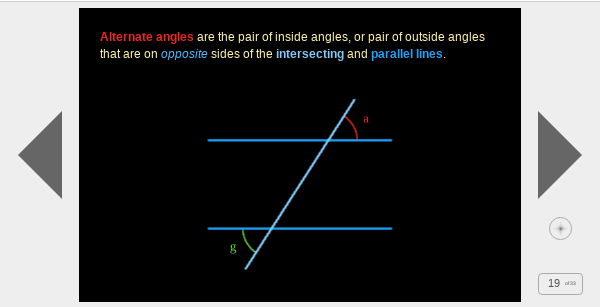 Alternate angles are the pair of inside angles, or pair of outside angles
that are on opposite sides of the intersecting and parallel lines.
a
g
19 of 33